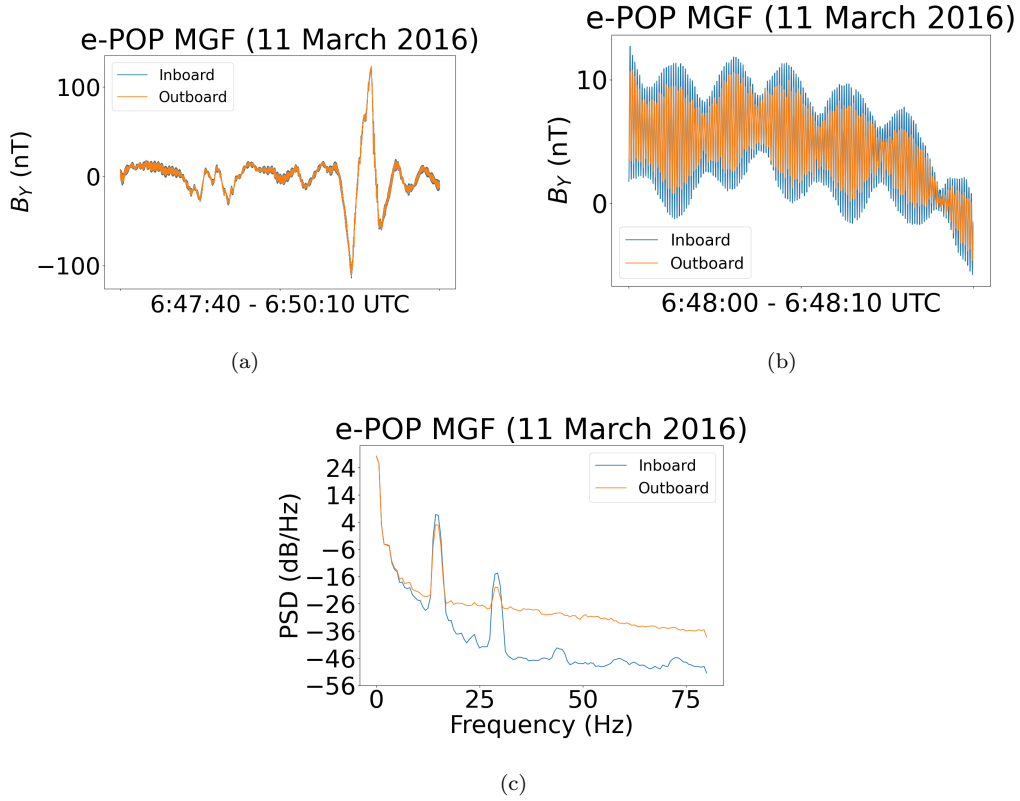 e-POP MGF (11 March 2016)
Inboard
Outboard
100
0
−100
B_Y (nT)
6:47:40 - 6:50:10 UTC
(a)
e-POP MGF (11 March 2016)
10
0
B_Y (nT)
Inboard
Outboard
6:48:00 - 6:48:10 UTC
(b)
e-POP MGF (11 March 2016)
Inboard
Outboard
24
14
4
−6
−16
−26
−36
−46
−56
PSD (dB/Hz)
0 25 50 75
Frequency (Hz)
(c)